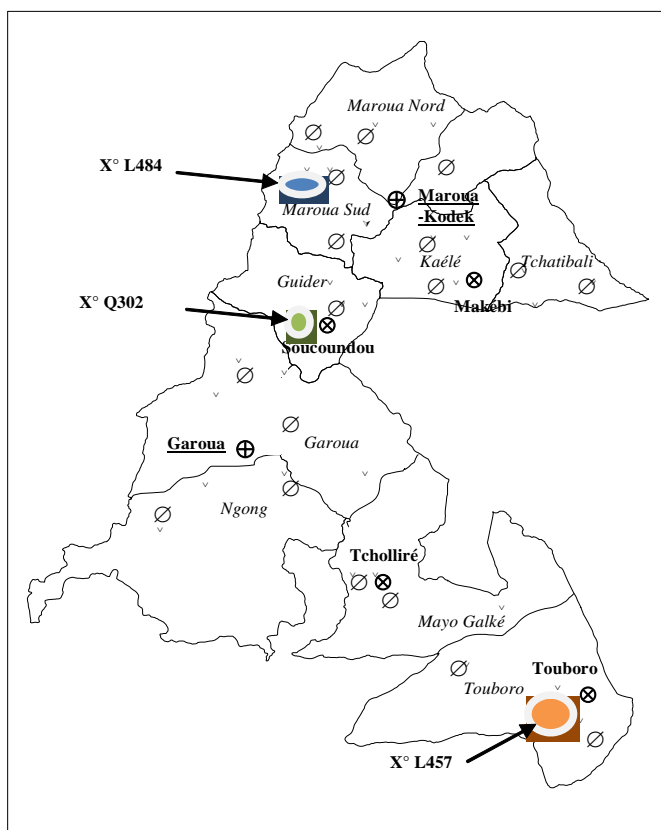 Maroua Nord
X° L484
Maroua Sud
Maroua
-Kodek
Kaélé
Tchatibali
Guider
Makébi
X° Q302
Soucoundou
Garoua
Garoua
Ngong
Tcholliré
Mayo Galké
Touboro
Touboro
X° L457